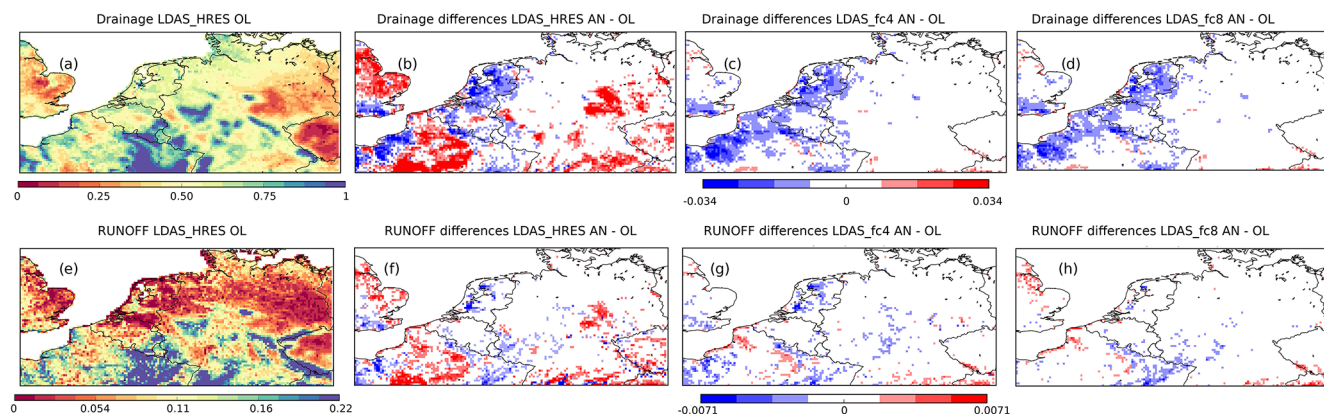 Drainage LDAS_HRES OL
Drainage differences LDAS_HRES AN - OL
Drainage differences LDAS_fc4 AN - OL
Drainage differences LDAS_fc8 AN - OL
(a)
(b)
(c)
(d)
0 0.25 0.50 0.75 1
-0.034 0 0.034
RUNOFF LDAS_HRES OL
RUNOFF differences LDAS_HRES AN - OL
RUNOFF differences LDAS_fc4 AN - OL
RUNOFF differences LDAS_fc8 AN - OL
(e)
(f)
(g)
(h)
0 0.054 0.11 0.16 0.22
-0.0071 0 0.0071